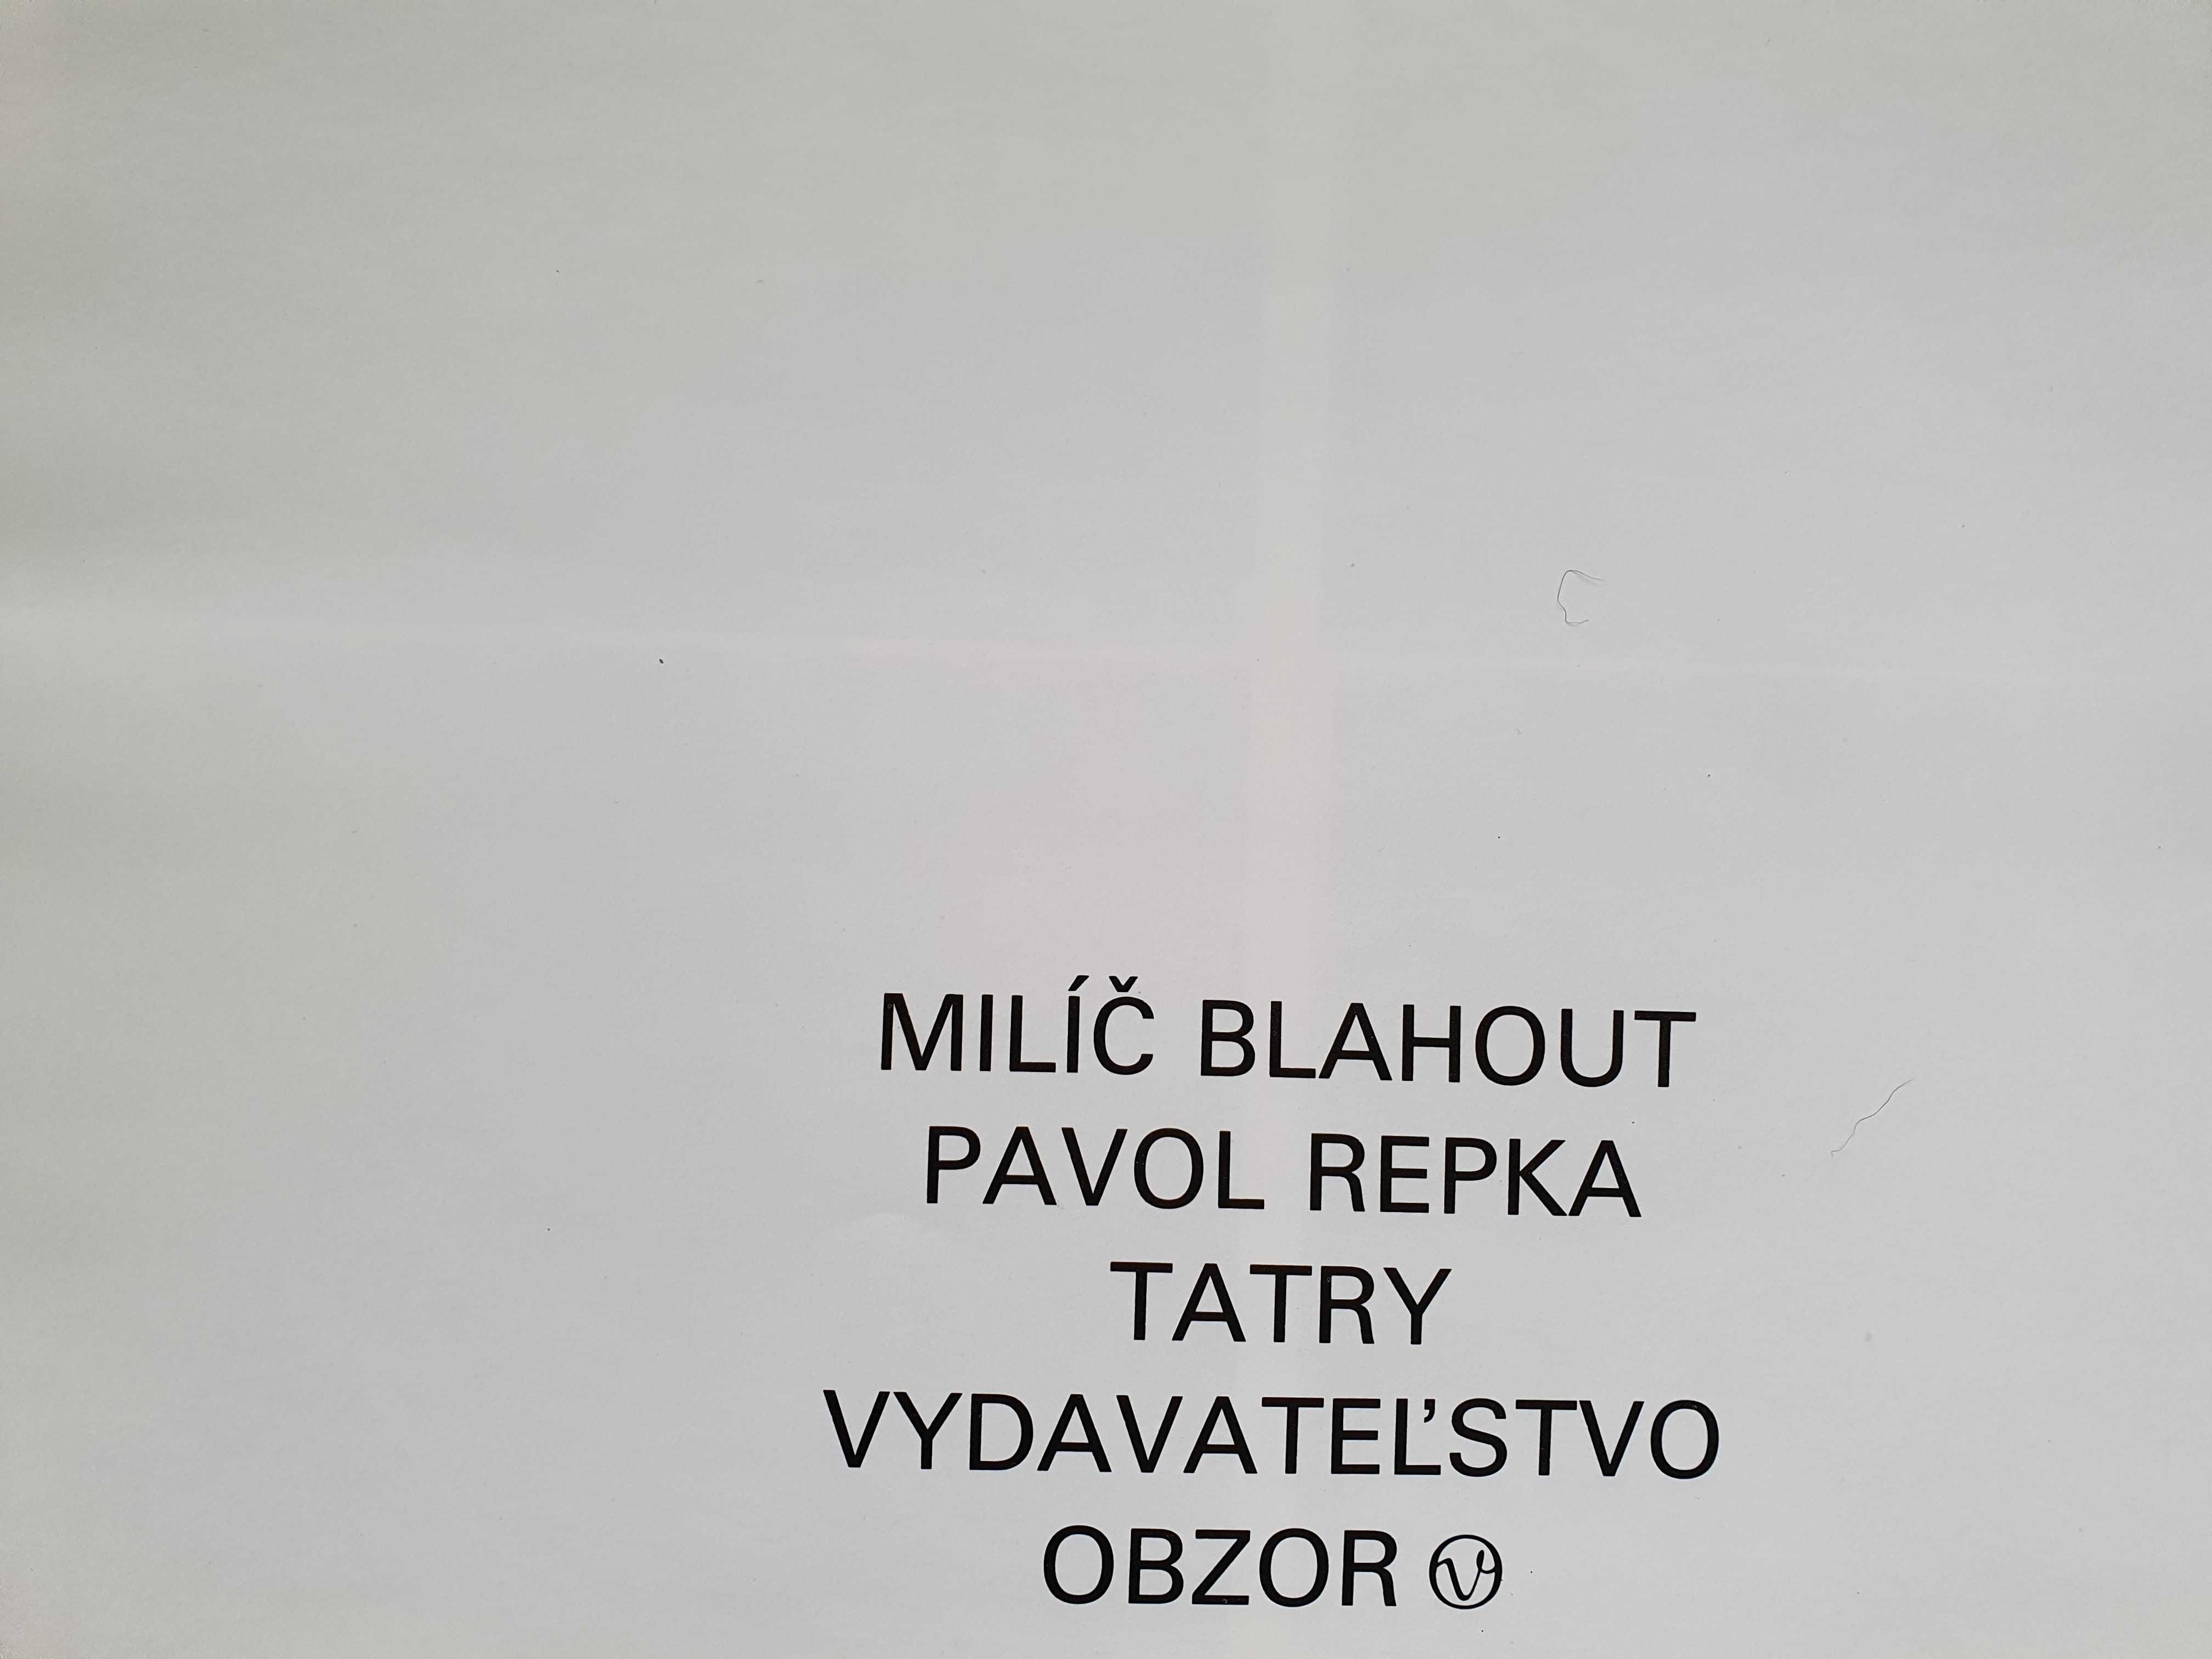 MILÍČ BLAHOUT
PAVOL REPKA
TATRY
VYDAVATEĽSTVO
OBZOR